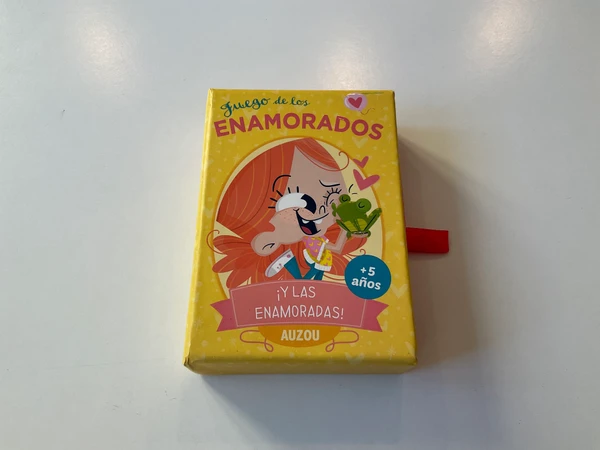 Juego de los
ENAMORADOS
+5
años
¡Y LAS
ENAMORADAS!
AUZOU